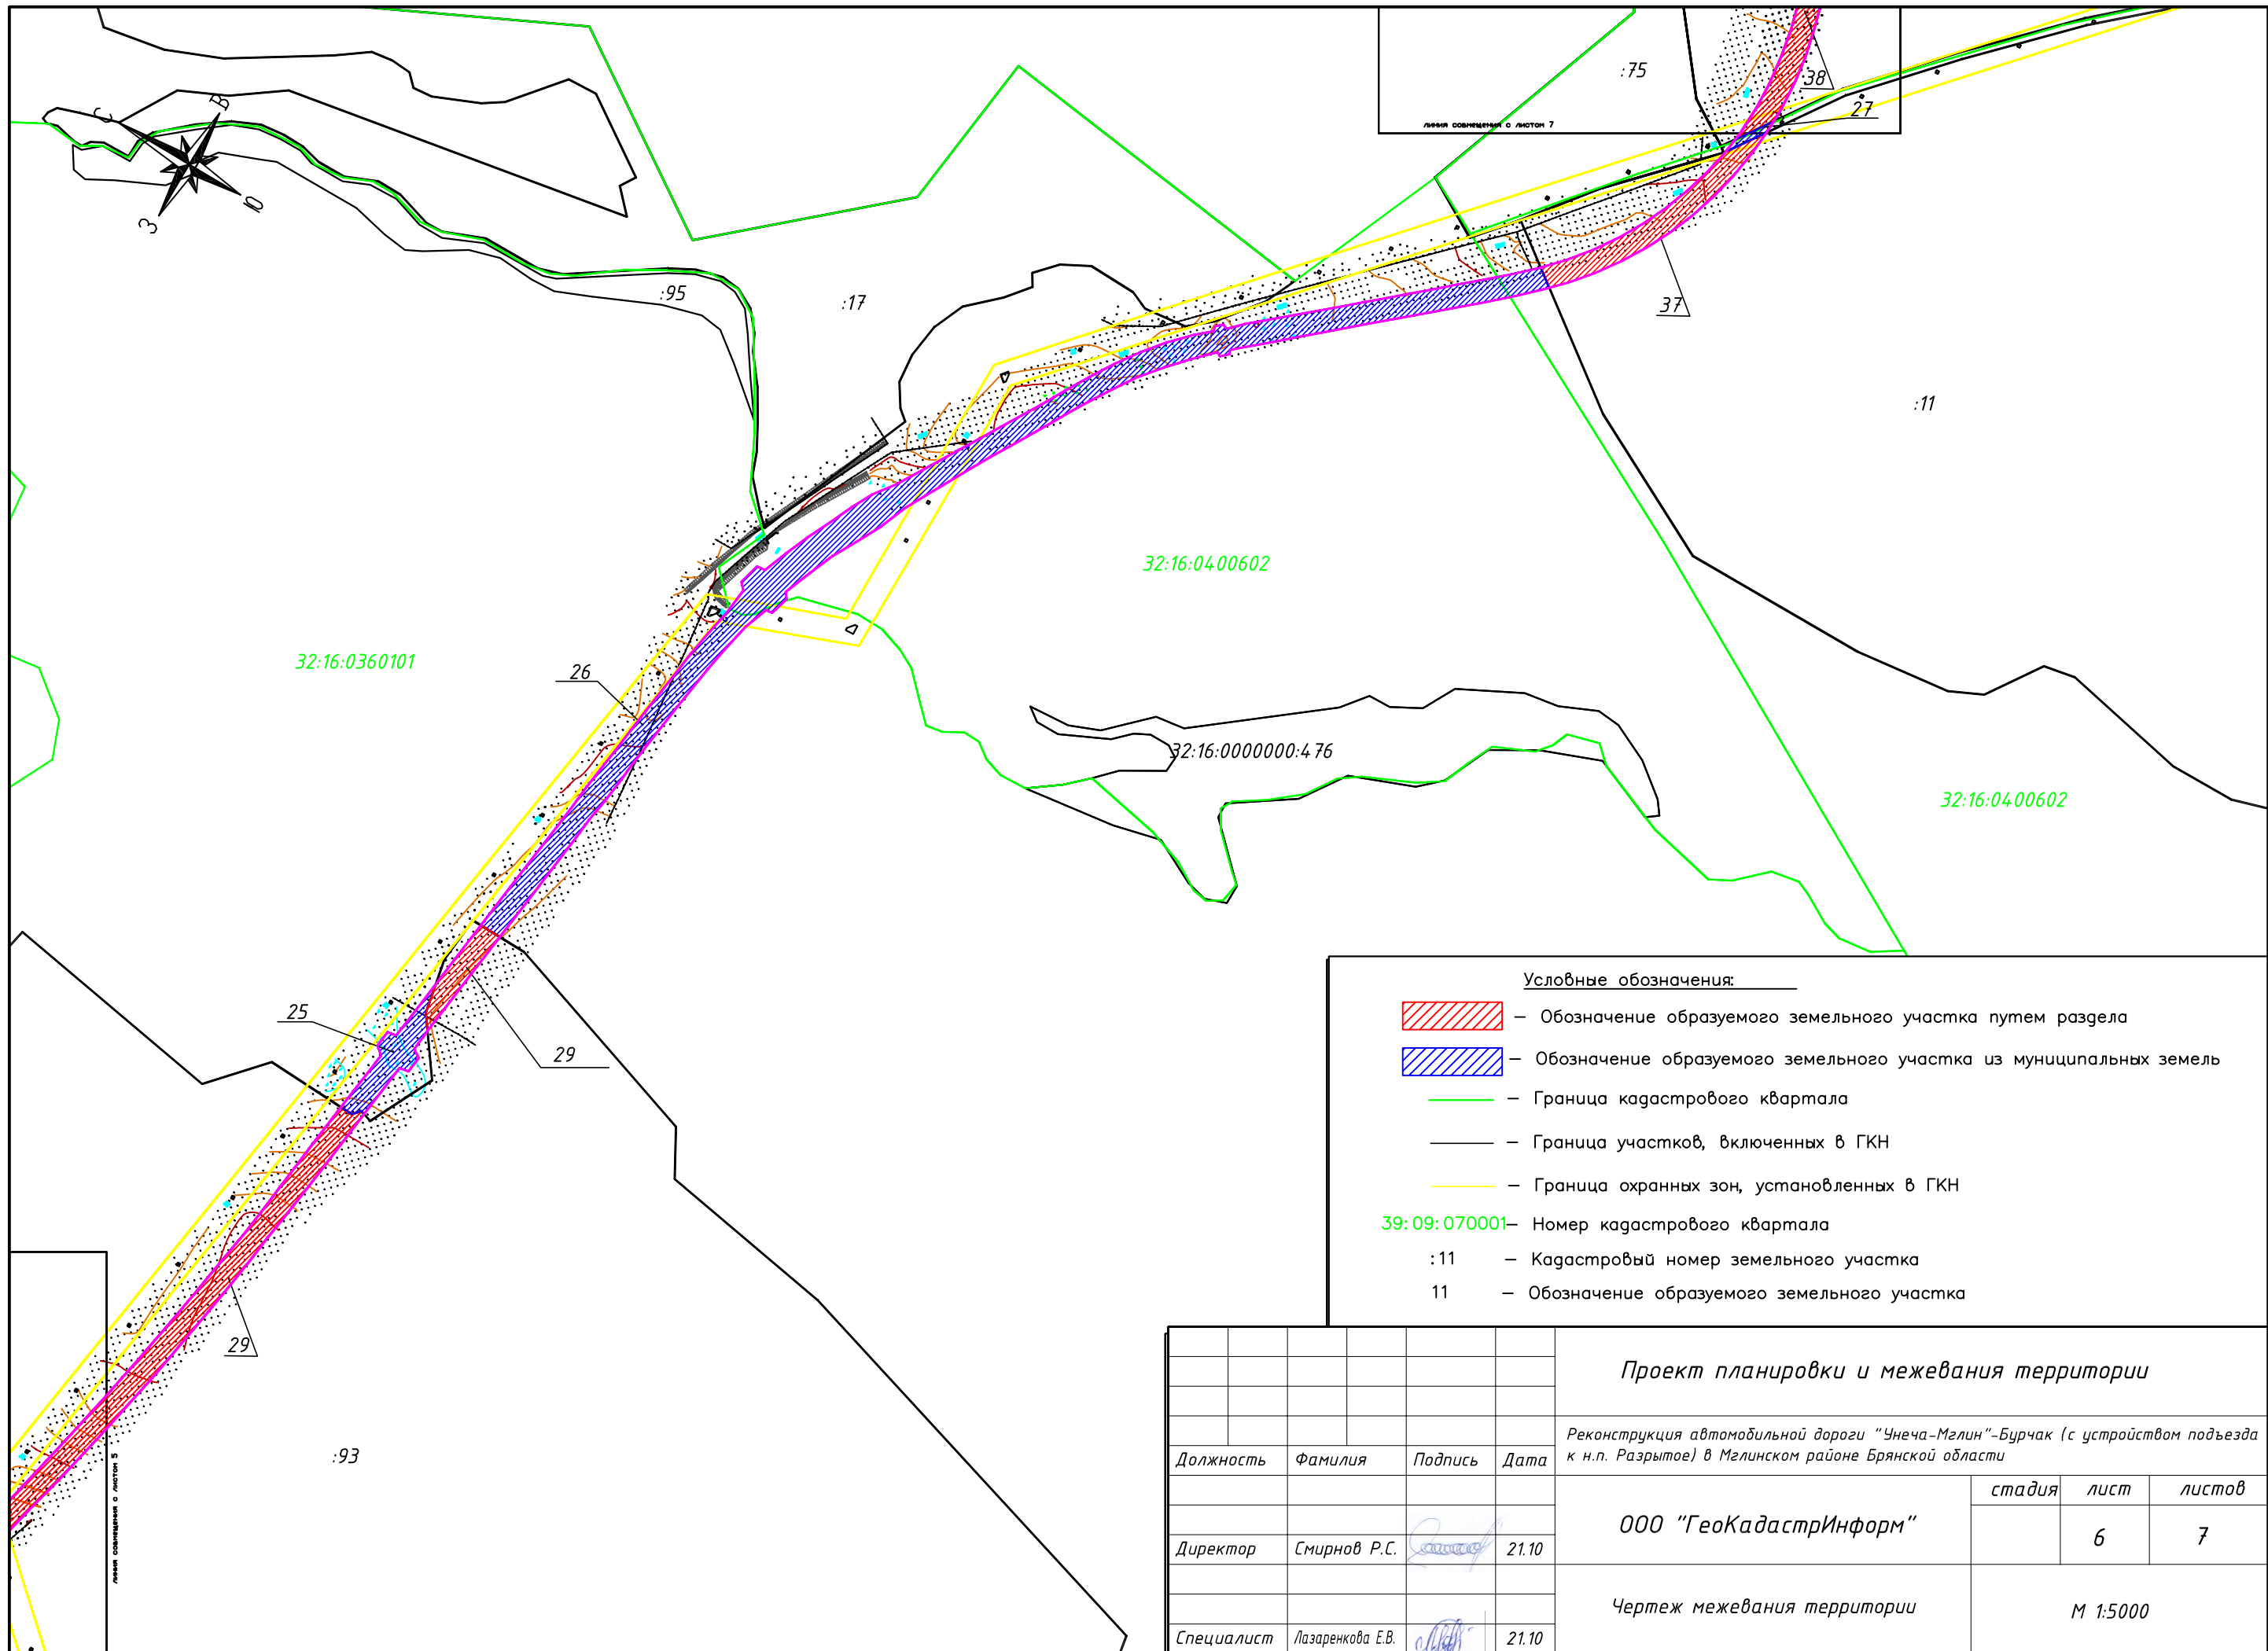 :75
38
27
линия совмещения с листом 7
С
В
З
Ю
:95
:17
37
:11
32:16:0400602
32:16:0360101
26
32:16:0000000:476
32:16:0400602
25
29
29
:93
линия совмещения с листом 5
Условные обозначения:
– Обозначение образуемого земельного участка путем раздела
– Обозначение образуемого земельного участка из муниципальных земель
– Граница кадастрового квартала
– Граница участков, включенных в ГКН
– Граница охранных зон, установленных в ГКН
39:09:070001 – Номер кадастрового квартала
:11 – Кадастровый номер земельного участка
11 – Обозначение образуемого земельного участка
Проект планировки и межевания территории
Реконструкция автомобильной дороги "Унеча-Мглин"-Бурчак (с устройством подъезда
к н.п. Разрытое) в Мглинском районе Брянской области
Должность Фамилия Подпись Дата
стадия лист листов
ООО "ГеоКадастрИнформ"
6 7
Директор Смирнов Р.С. 21.10
Чертеж межевания территории
М 1:5000
Специалист Лазаренкова Е.В. 21.10